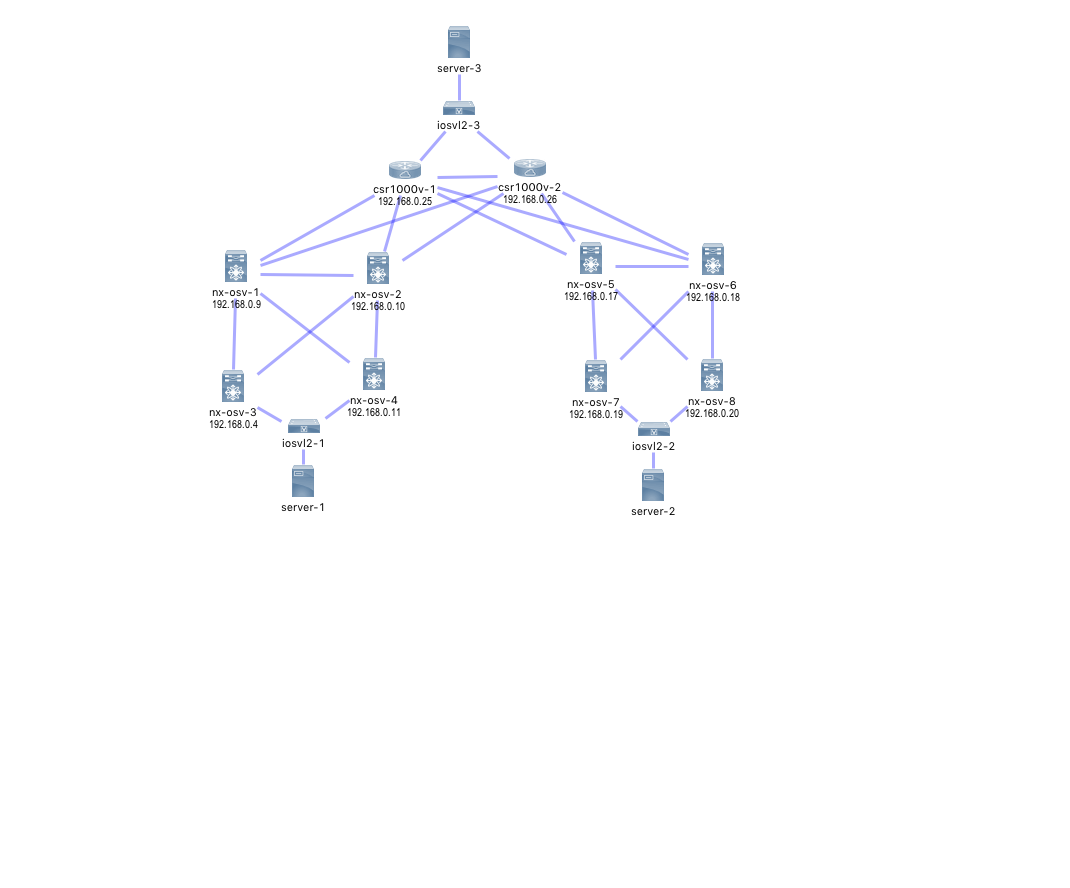 server-3
iosvl2-3
csr1000v-1
192.168.0.25
csr1000v-2
192.168.0.26
nx-osv-1
192.168.0.9
nx-osv-2
192.168.0.10
nx-osv-5
192.168.0.17
nx-osv-6
192.168.0.18
nx-osv-3
192.168.0.4
nx-osv-4
192.168.0.11
nx-osv-7
192.168.0.19
nx-osv-8
192.168.0.20
iosvl2-1
iosvl2-2
server-1
server-2